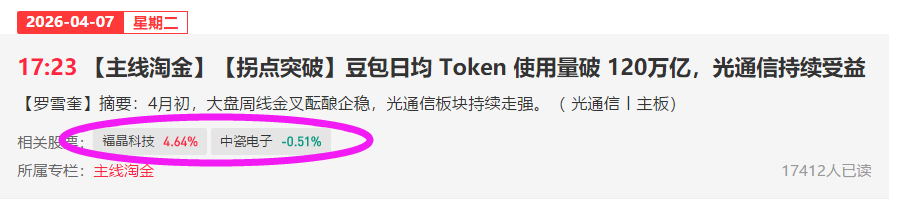 2026-04-07 星期二
17:23 【主线淘金】【拐点突破】豆包日均 Token 使用量破 120万亿，光通信持续受益
【罗雪奎】摘要：4月初，大盘周线金叉酝酿企稳，光通信板块持续走强。（ 光通信丨主板）
相关股票： 福晶科技 4.64% 中瓷电子 -0.51%
所属专栏：主线淘金 17412人已读